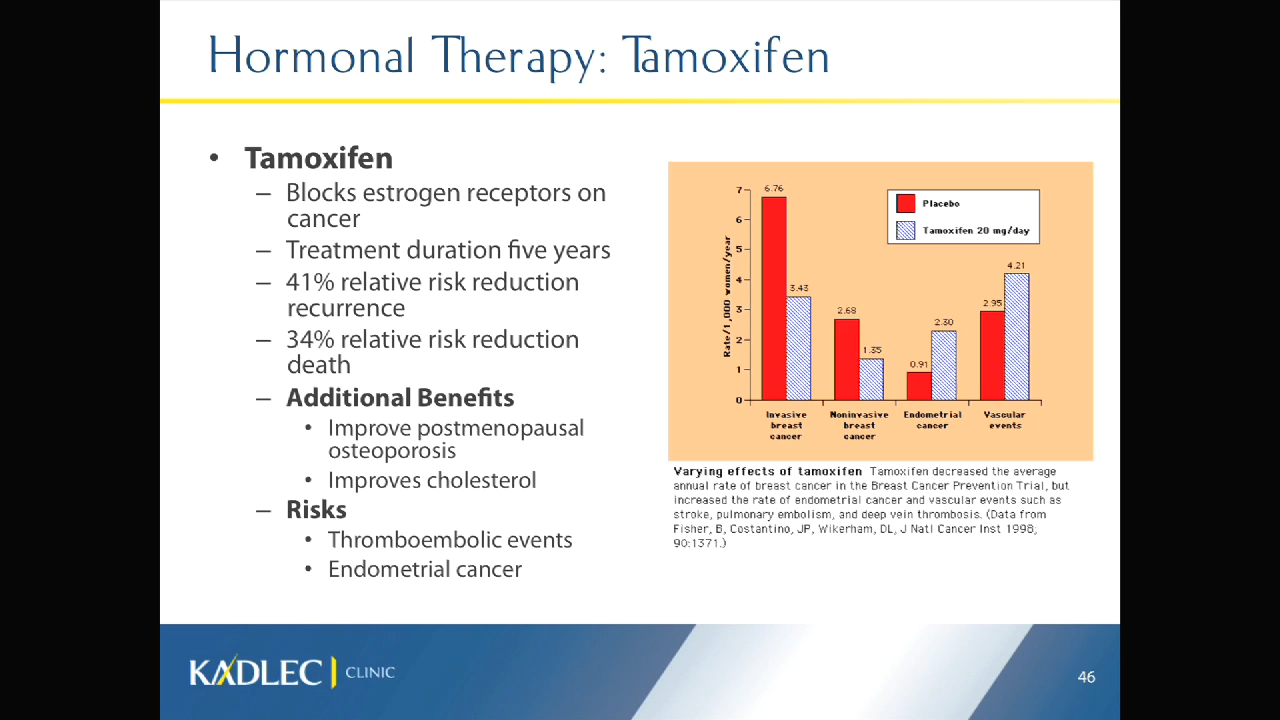 Hormonal Therapy: Tamoxifen
• Tamoxifen
– Blocks estrogen receptors on
cancer
– Treatment duration five years
– 41% relative risk reduction
recurrence
– 34% relative risk reduction
death
– Additional Benefits
• Improve postmenopausal
osteoporosis
• Improves cholesterol
– Risks
• Thromboembolic events
• Endometrial cancer
Rate/1,000 women/year
7
6
5
4
3
2
1
0
6.76
3.43
2.68
1.35
0.91
2.30
2.95
4.21
Placebo
Tamoxifen 20 mg/day
Invasive
breast
cancer
Noninvasive
breast
cancer
Endometrial
cancer
Vascular
events
Varying effects of tamoxifen Tamoxifen decreased the average
annual rate of breast cancer in the Breast Cancer Prevention Trial, but
increased the rate of endometrial cancer and vascular events such as
stroke, pulmonary embolism, and deep vein thrombosis. (Data from
Fisher, B, Costantino, JP, Wikerham, DL, J Natl Cancer Inst 1998;
90:1371.)
KADLEC CLINIC
46